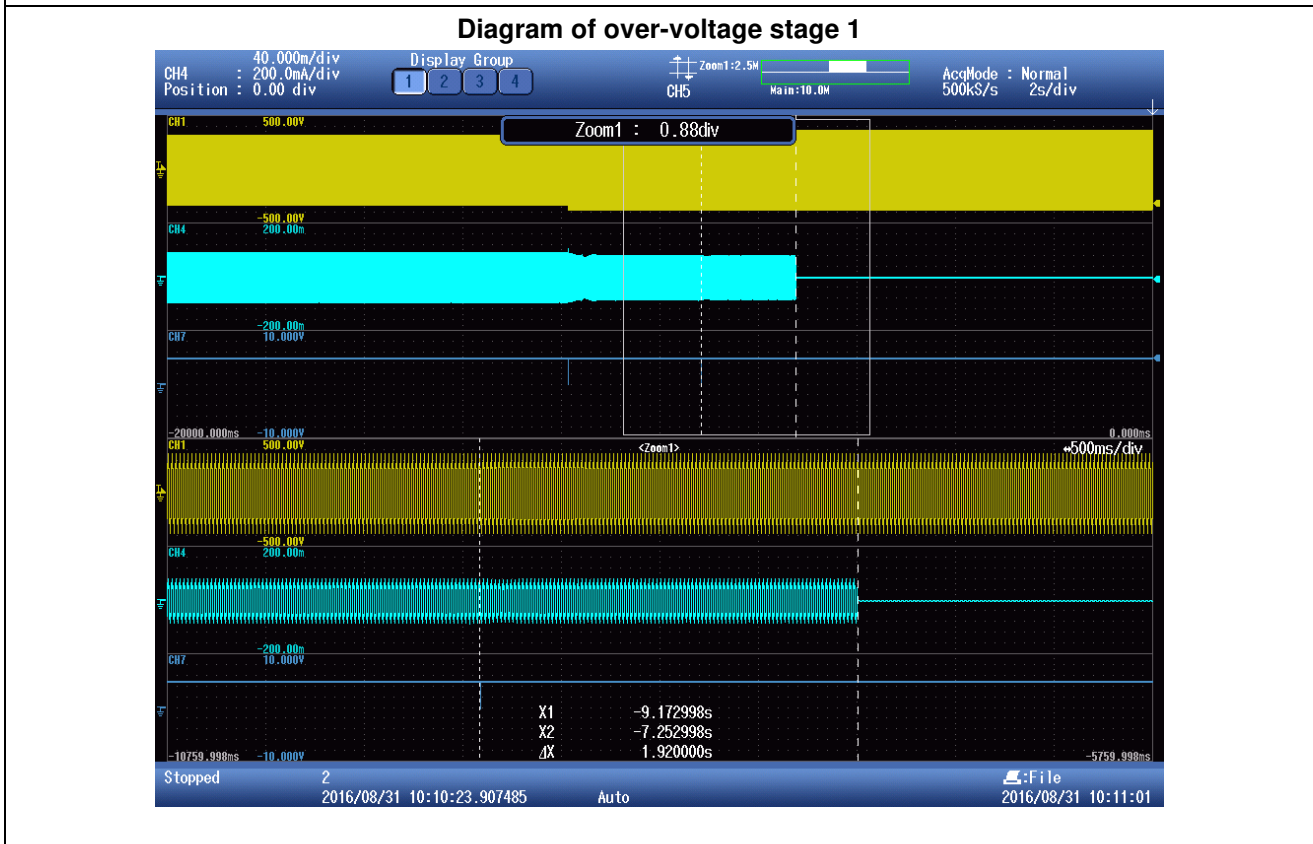 Diagram of over-voltage stage 1
40.000m/div
CH4 : 200.0mA/div
Position : 0.00 div
Display Group
1 2 3 4
Zoom1:2.5M
CH5
Main:10.0M
AcqMode : Normal
500kS/s 2s/div
CH1 500.00V
Zoom1 : 0.88div
-500.00V
CH4 200.00m
-200.00m
CH7 10.000V
-20000.000ms -10.000V 0.000ms
CH1 500.00V <Zoom1> 500ms/div
-500.00V
CH4 200.00m
-200.00m
CH7 10.000V
X1 -9.172998s
X2 -7.252998s
ΔX 1.920000s
-10759.998ms -10.000V -5759.998ms
Stopped 2 :File
2016/08/31 10:10:23.907485 Auto 2016/08/31 10:11:01